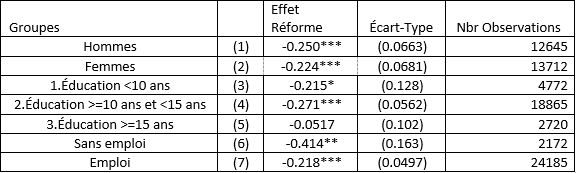 Groupes Effet Réforme Écart-Type Nbr Observations
Hommes (1) -0.250*** (0.0663) 12645
Femmes (2) -0.224*** (0.0681) 13712
1.Éducation <10 ans (3) -0.215* (0.128) 4772
2.Éducation >=10 ans et <15 ans (4) -0.271*** (0.0562) 18865
3.Éducation >=15 ans (5) -0.0517 (0.102) 2720
Sans emploi (6) -0.414** (0.163) 2172
Emploi (7) -0.218*** (0.0497) 24185